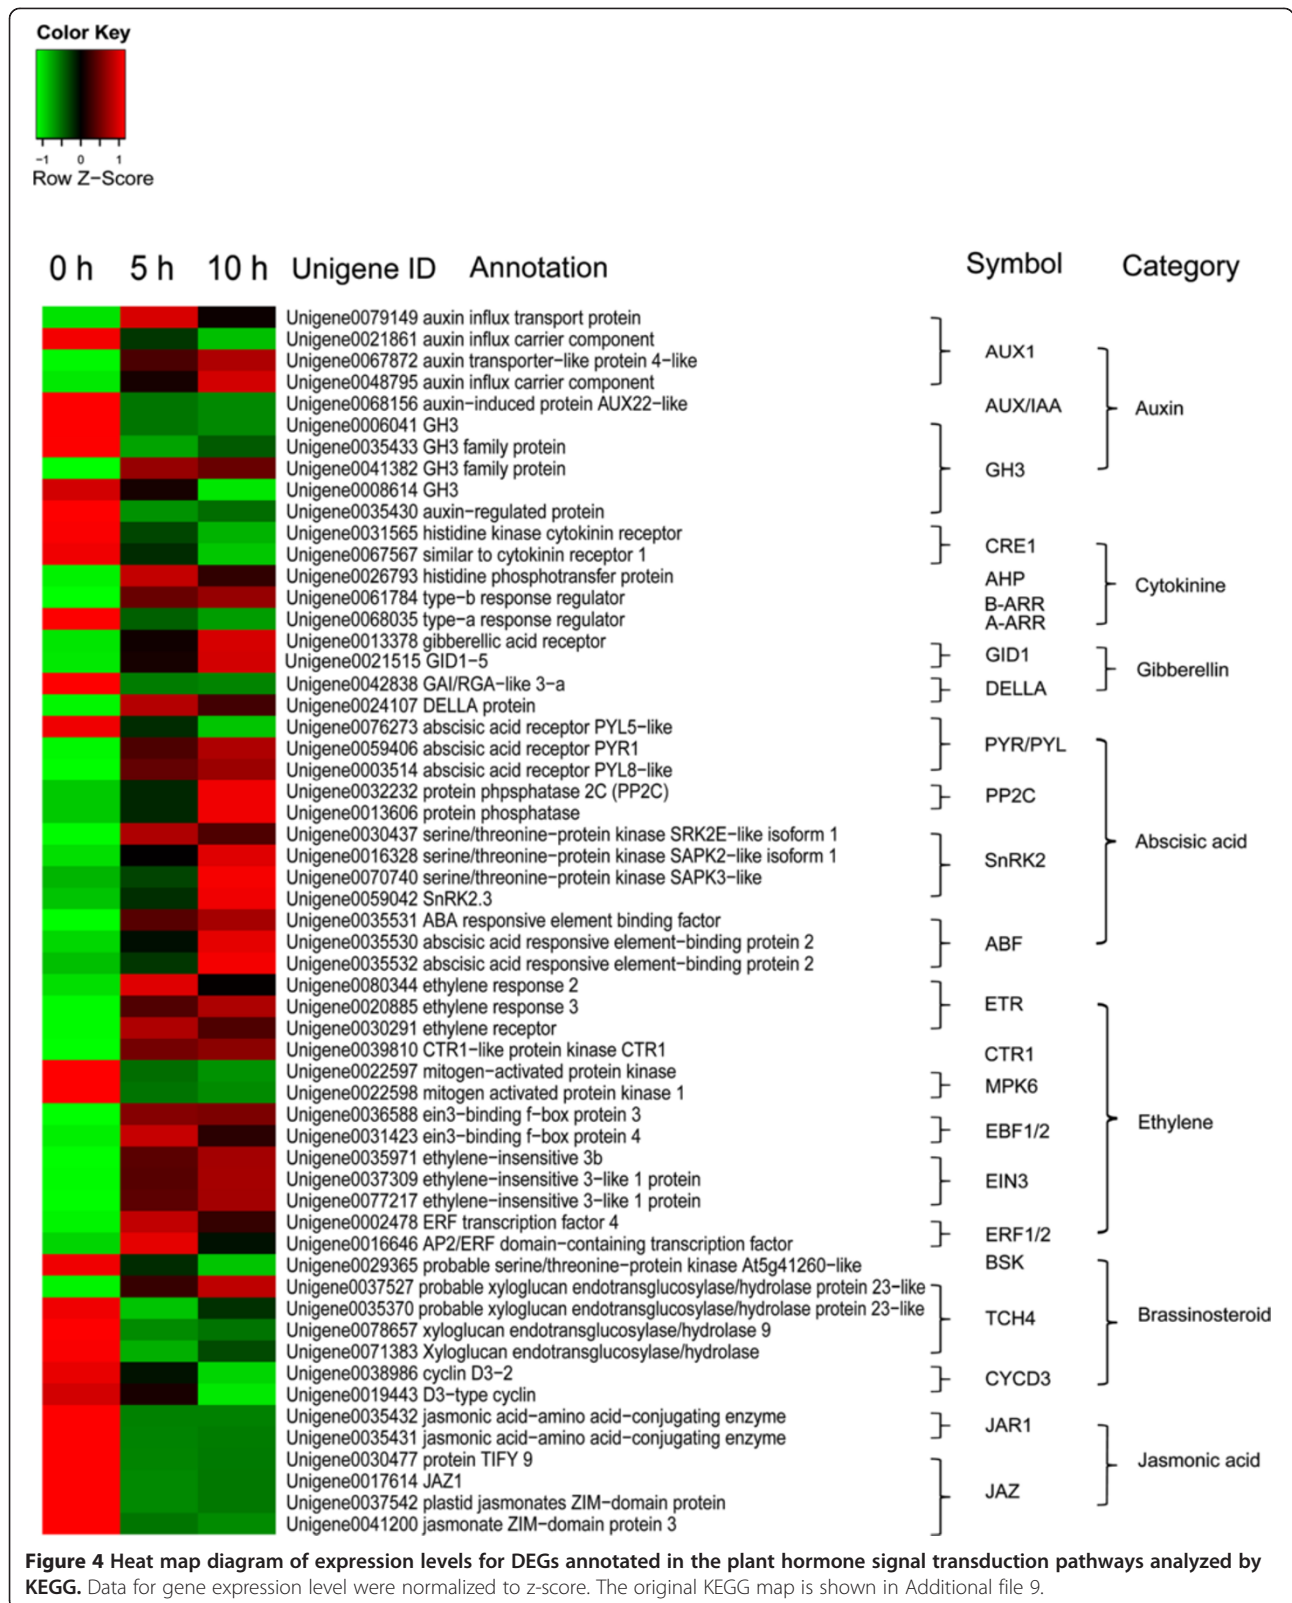 Color Key
−1 0 1
Row Z−Score
0 h 5 h 10 h Unigene ID Annotation Symbol Category
Unigene0079149 auxin influx transport protein
Unigene0021861 auxin influx carrier component
AUX1
Unigene0067872 auxin transporter−like protein 4−like
Unigene0048795 auxin influx carrier component
Unigene0068156 auxin−induced protein AUX22−like
AUX/IAA
Auxin
Unigene0006041 GH3
Unigene0035433 GH3 family protein
Unigene0041382 GH3 family protein
GH3
Unigene0008614 GH3
Unigene0035430 auxin−regulated protein
Unigene0031565 histidine kinase cytokinin receptor
CRE1
Unigene0067567 similar to cytokinin receptor 1
Unigene0026793 histidine phosphotransfer protein
AHP
Cytokinine
Unigene0061784 type−b response regulator
B-ARR
Unigene0068035 type−a response regulator
A-ARR
Unigene0013378 gibberellic acid receptor
GID1
Unigene0021515 GID1−5
Gibberellin
Unigene0042838 GAI/RGA−like 3−a
DELLA
Unigene0024107 DELLA protein
Unigene0076273 abscisic acid receptor PYL5−like
PYR/PYL
Unigene0059406 abscisic acid receptor PYR1
Unigene0003514 abscisic acid receptor PYL8−like
Unigene0032232 protein phpsphatase 2C (PP2C)
PP2C
Unigene0013606 protein phosphatase
Unigene0030437 serine/threonine−protein kinase SRK2E−like isoform 1
Abscisic acid
Unigene0016328 serine/threonine−protein kinase SAPK2−like isoform 1
SnRK2
Unigene0070740 serine/threonine−protein kinase SAPK3−like
Unigene0059042 SnRK2.3
Unigene0035531 ABA responsive element binding factor
Unigene0035530 abscisic acid responsive element−binding protein 2
ABF
Unigene0035532 abscisic acid responsive element−binding protein 2
Unigene0080344 ethylene response 2
Unigene0020885 ethylene response 3
ETR
Unigene0030291 ethylene receptor
Unigene0039810 CTR1−like protein kinase CTR1
CTR1
Unigene0022597 mitogen−activated protein kinase
MPK6
Unigene0022598 mitogen activated protein kinase 1
Unigene0036588 ein3−binding f−box protein 3
Ethylene
EBF1/2
Unigene0031423 ein3−binding f−box protein 4
Unigene0035971 ethylene−insensitive 3b
Unigene0037309 ethylene−insensitive 3−like 1 protein
EIN3
Unigene0077217 ethylene−insensitive 3−like 1 protein
Unigene0002478 ERF transcription factor 4
ERF1/2
Unigene0016646 AP2/ERF domain−containing transcription factor
Unigene0029365 probable serine/threonine−protein kinase At5g41260−like
BSK
Unigene0037527 probable xyloglucan endotransglucosylase/hydrolase protein 23−like
Unigene0035370 probable xyloglucan endotransglucosylase/hydrolase protein 23−like
TCH4
Brassinosteroid
Unigene0078657 xyloglucan endotransglucosylase/hydrolase 9
Unigene0071383 Xyloglucan endotransglucosylase/hydrolase
Unigene0038986 cyclin D3−2
CYCD3
Unigene0019443 D3−type cyclin
Unigene0035432 jasmonic acid−amino acid−conjugating enzyme
JAR1
Unigene0035431 jasmonic acid−amino acid−conjugating enzyme
Unigene0030477 protein TIFY 9
Jasmonic acid
Unigene0017614 JAZ1
JAZ
Unigene0037542 plastid jasmonates ZIM−domain protein
Unigene0041200 jasmonate ZIM−domain protein 3
Figure 4 Heat map diagram of expression levels for DEGs annotated in the plant hormone signal transduction pathways analyzed by
KEGG. Data for gene expression level were normalized to z-score. The original KEGG map is shown in Additional file 9.